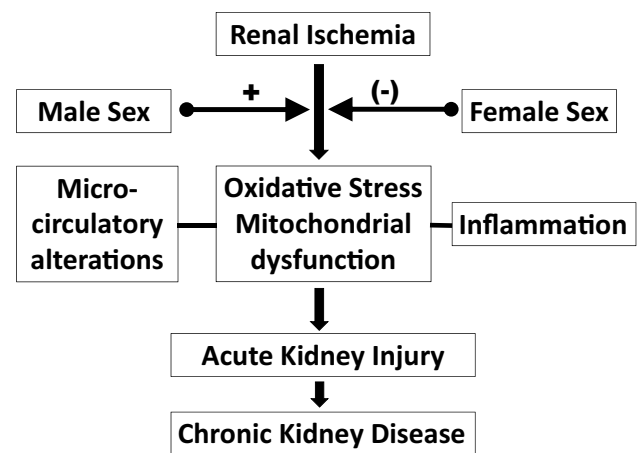 Renal Ischemia
+
(-)
Male Sex
Female Sex
Micro-
circulatory
alterations
Oxidative Stress
Mitochondrial
dysfunction
Inflammation
Acute Kidney Injury
Chronic Kidney Disease